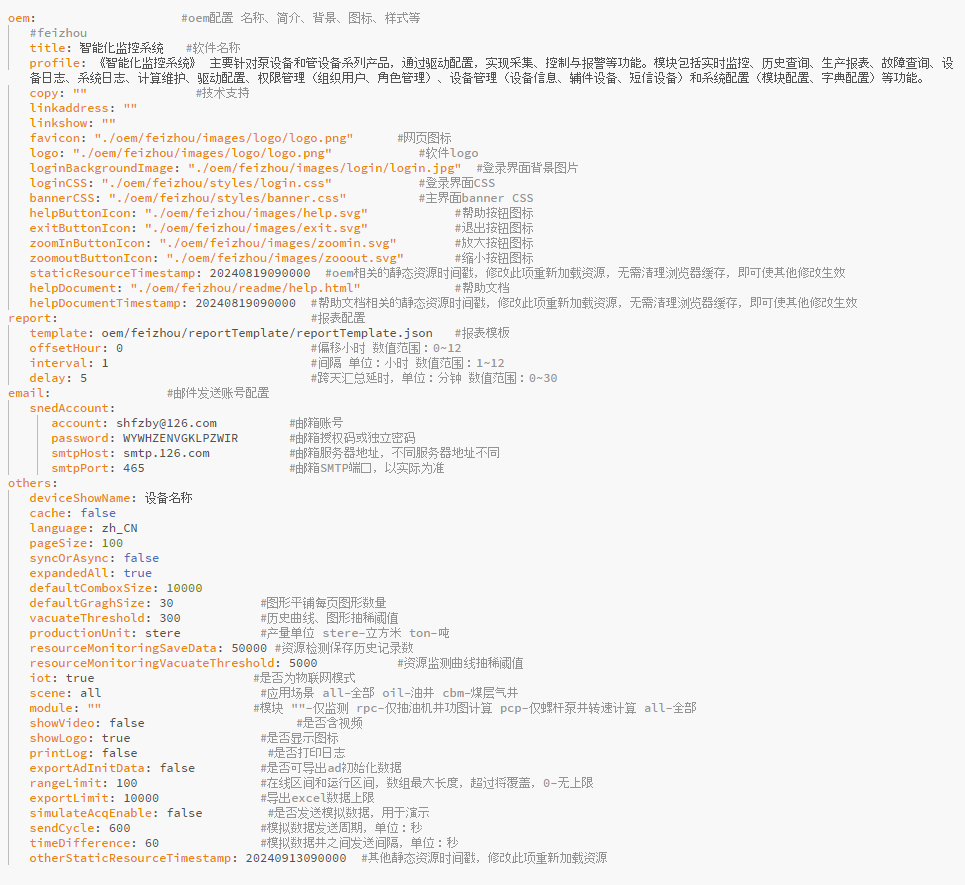 oem: #oem配置 名称、简介、背景、图标、样式等
#feizhou
title: 智能化监控系统 #软件名称
profile: 《智能化监控系统》 主要针对泵设备和管设备系列产品，通过驱动配置，实现采集、控制与报警等功能。模块包括实时监控、历史查询、生产报表、故障查询、设
备日志、系统日志、计算维护、驱动配置、权限管理（组织用户、角色管理）、设备管理（设备信息、辅件设备、短信设备）和系统配置（模块配置、字典配置）等功能。
copy: "" #技术支持
linkaddress: ""
linkshow: ""
favicon: "./oem/feizhou/images/logo/logo.png" #网页图标
logo: "./oem/feizhou/images/logo/logo.png" #软件logo
loginBackgroundImage: "./oem/feizhou/images/login/login.jpg" #登录界面背景图片
loginCSS: "./oem/feizhou/styles/login.css" #登录界面CSS
bannerCSS: "./oem/feizhou/styles/banner.css" #主界面banner CSS
helpButtonIcon: "./oem/feizhou/images/help.svg" #帮助按钮图标
exitButtonIcon: "./oem/feizhou/images/exit.svg" #退出按钮图标
zoomInButtonIcon: "./oem/feizhou/images/zoomin.svg" #放大按钮图标
zoomoutButtonIcon: "./oem/feizhou/images/zooout.svg" #缩小按钮图标
staticResourceTimestamp: 20240819090000 #oem相关的静态资源时间戳，修改此项重新加载资源，无需清理浏览器缓存，即可使其他修改生效
helpDocument: "./oem/feizhou/readme/help.html" #帮助文档
helpDocumentTimestamp: 20240819090000 #帮助文档相关的静态资源时间戳，修改此项重新加载资源，无需清理浏览器缓存，即可使其他修改生效
report: #报表配置
template: oem/feizhou/reportTemplate/reportTemplate.json #报表模板
offsetHour: 0 #偏移小时 数值范围：0~12
interval: 1 #间隔 单位：小时 数值范围：1~12
delay: 5 #跨天汇总延时，单位：分钟 数值范围：0~30
email: #邮件发送账号配置
snedAccount:
account: shfzby@126.com #邮箱账号
password: WYWHZENVGKLPZWIR #邮箱授权码或独立密码
smtpHost: smtp.126.com #邮箱服务器地址，不同服务器地址不同
smtpPort: 465 #邮箱SMTP端口，以实际为准
others:
deviceShowName: 设备名称
cache: false
language: zh_CN
pageSize: 100
syncOrAsync: false
expandedAll: true
defaultComboxSize: 10000
defaultGraghSize: 30 #图形平铺每页图形数量
vacuateThreshold: 300 #历史曲线、图形抽稀阈值
productionUnit: stere #产量单位 stere-立方米 ton-吨
resourceMonitoringSaveData: 50000 #资源检测保存历史记录数
resourceMonitoringVacuateThreshold: 5000 #资源监测曲线抽稀阈值
iot: true #是否为物联网模式
scene: all #应用场景 all-全部 oil-油井 cbm-煤层气井
module: "" #模块 ""-仅监测 rpc-仅抽油机井功图计算 pcp-仅螺杆泵井转速计算 all-全部
showVideo: false #是否含视频
showLogo: true #是否显示图标
printLog: false #是否打印日志
exportAdInitData: false #是否可导出ad初始化数据
rangeLimit: 100 #在线区间和运行区间，数组最大长度，超过将覆盖，0-无上限
exportLimit: 10000 #导出excel数据上限
simulateAcqEnable: false #是否发送模拟数据，用于演示
sendCycle: 600 #模拟数据发送周期，单位：秒
timeDifference: 60 #模拟数据井之间发送间隔，单位：秒
otherStaticResourceTimestamp: 20240913090000 #其他静态资源时间戳，修改此项重新加载资源